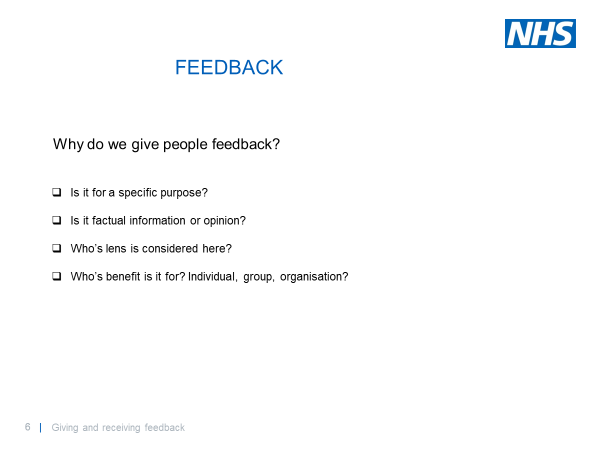 NHS
FEEDBACK
Why do we give people feedback?
❑ Is it for a specific purpose?
❑ Is it factual information or opinion?
❑ Who's lens is considered here?
❑ Who's benefit is it for? Individual, group, organisation?
6 | Giving and receiving feedback